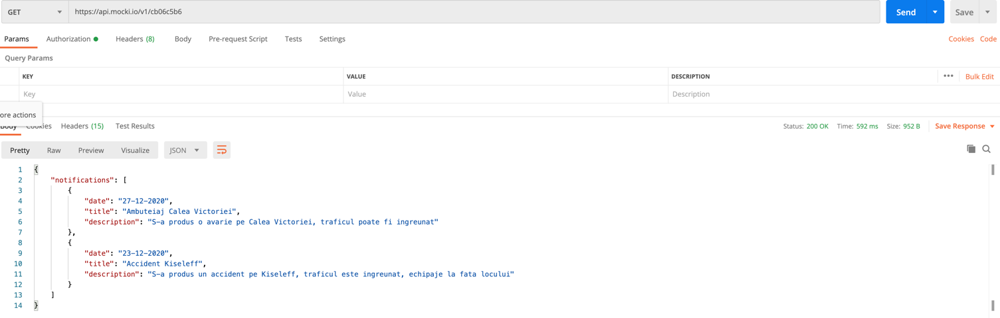 GET https://api.mocki.io/v1/cb06c5b6 Send Save
Params Authorization Headers (8) Body Pre-request Script Tests Settings Cookies Code
Query Params
KEY VALUE DESCRIPTION ••• Bulk Edit
Key Value Description
ore actions
Body Cookies Headers (15) Test Results Status: 200 OK Time: 592 ms Size: 952 B Save Response
Pretty Raw Preview Visualize JSON
1 {
2 "notifications": [
3 {
4 "date": "27-12-2020",
5 "title": "Ambuteiaj Calea Victoriei",
6 "description": "S-a produs o avarie pe Calea Victoriei, traficul poate fi ingreunat"
7 },
8 {
9 "date": "23-12-2020",
10 "title": "Accident Kiseleff",
11 "description": "S-a produs un accident pe Kiseleff, traficul este ingreunat, echipaje la fata locului"
12 }
13 ]
14 }